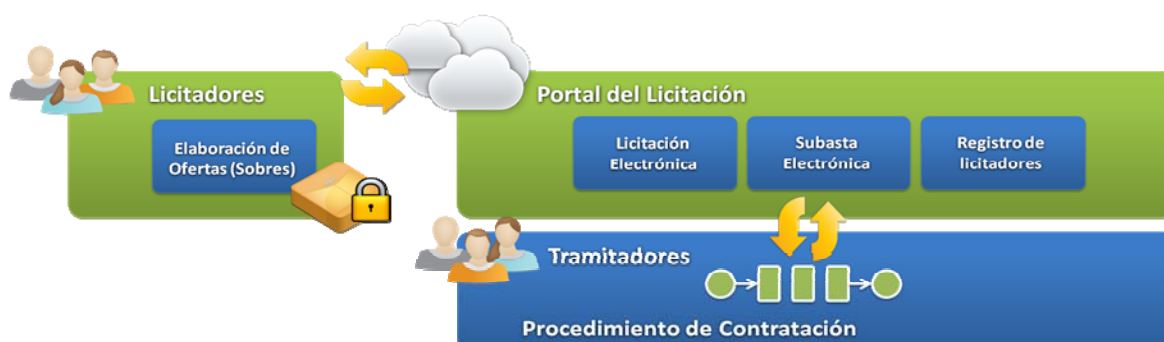 Licitadores
Elaboración de
Ofertas (Sobres)
Portal del Licitación
Licitación
Electrónica
Subasta
Electrónica
Registro de
licitadores
Tramitadores
Procedimiento de Contratación